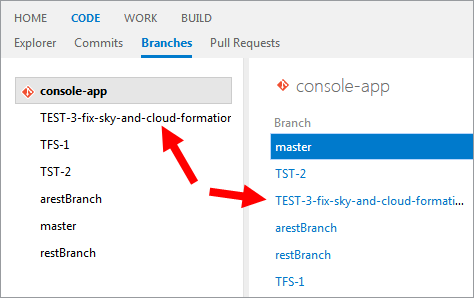 HOME CODE WORK BUILD
Explorer Commits Branches Pull Requests
console-app
TEST-3-fix-sky-and-cloud-formation
TFS-1
TST-2
arestBranch
master
restBranch
console-app
Branch
master
TST-2
TEST-3-fix-sky-and-cloud-formati...
arestBranch
restBranch
TFS-1